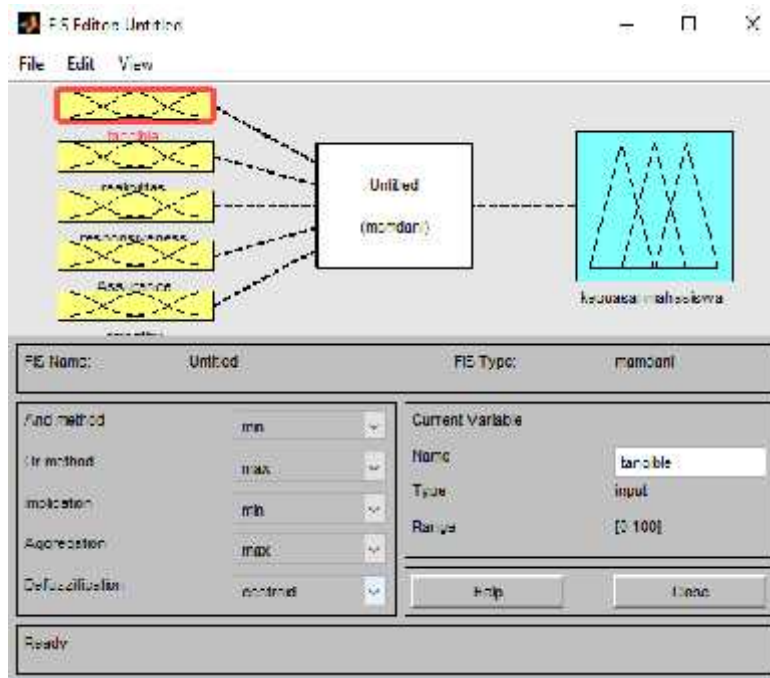 FIS Editor: Untitled
File Edit View
tangible
responsiveness
Assurance
Untitled
(mamdani)
kepuasan mahasiswa
FIS Name: Untitled FIS Type: mamdani
And method min
Or method max
Implication min
Aggregation max
Defuzzification centroid
Current Variable
Name tangible
Type input
Range [0 100]
Help Close
Ready